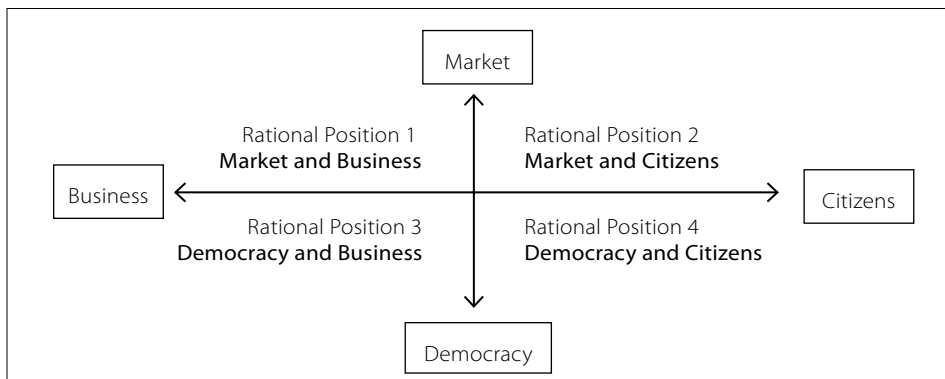 Market
Rational Position 1
Market and Business
Rational Position 2
Market and Citizens
Business
Citizens
Rational Position 3
Democracy and Business
Rational Position 4
Democracy and Citizens
Democracy